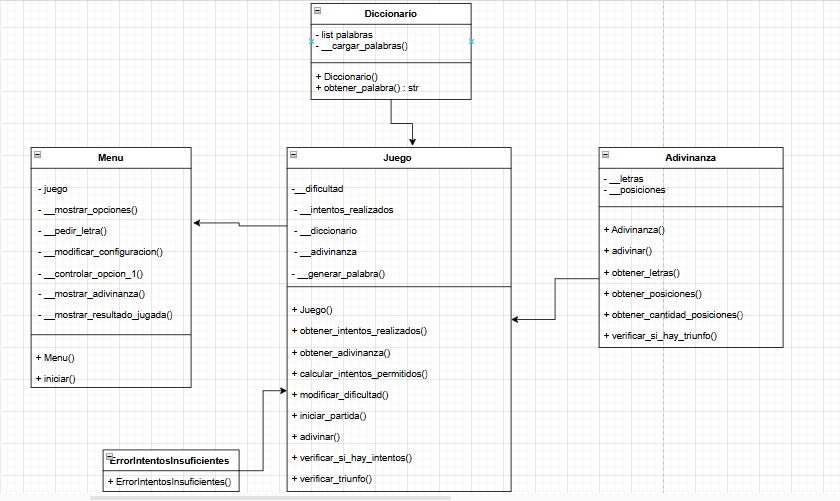 Diccionario
- list palabras
- __cargar_palabras()
+ Diccionario()
+ obtener_palabra() : str
Menu
- juego
- __mostrar_opciones()
- __pedir_letra()
- __modificar_configuracion()
- __controlar_opcion_1()
- __mostrar_adivinanza()
- __mostrar_resultado_jugada()
+ Menu()
+ iniciar()
Juego
-__dificultad
- __intentos_realizados
- __diccionario
- __adivinanza
- __generar_palabra()
+ Juego()
+ obtener_intentos_realizados()
+ obtener_adivinanza()
+ calcular_intentos_permitidos()
+ modificar_dificultad()
+ iniciar_partida()
+ adivinar()
+ verificar_si_hay_intentos()
+ verificar_triunfo()
Adivinanza
- __letras
- __posiciones
+ Adivinanza()
+ adivinar()
+ obtener_letras()
+ obtener_posiciones()
+ obtener_cantidad_posiciones()
+ verificar_si_hay_triunfo()
ErrorIntentosInsuficientes
+ ErrorIntentosInsuficientes()